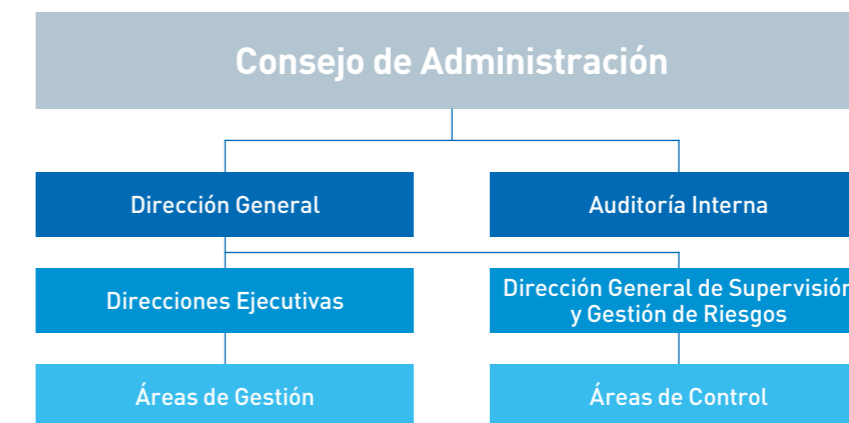 Consejo de Administración
Dirección General
Auditoría Interna
Direcciones Ejecutivas
Dirección General de Supervisión
y Gestión de Riesgos
Áreas de Gestión
Áreas de Control